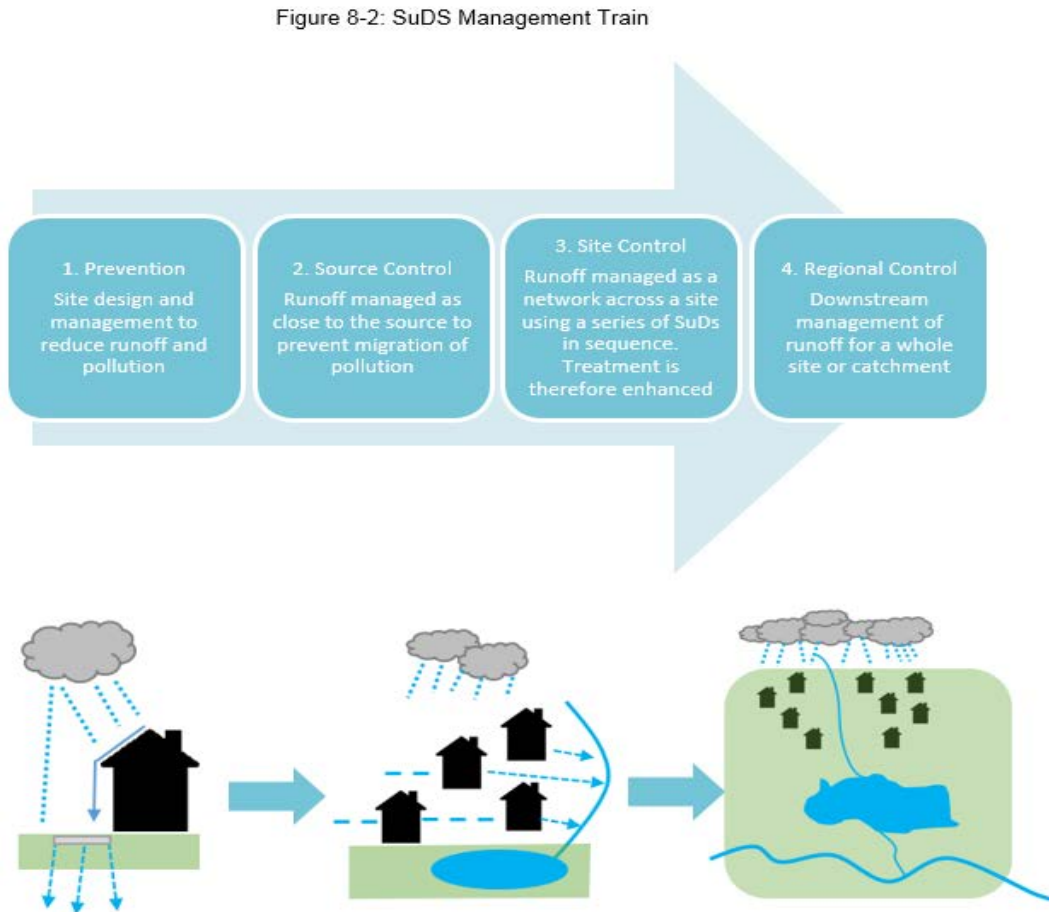 Figure 8-2: SuDS Management Train
1. Prevention
Site design and
management to
reduce runoff and
pollution
2. Source Control
Runoff managed as
close to the source to
prevent migration of
pollution
3. Site Control
Runoff managed as a
network across a site
using a series of SuDs
in sequence.
Treatment is
therefore enhanced
4. Regional Control
Downstream
management of
runoff for a whole
site or catchment